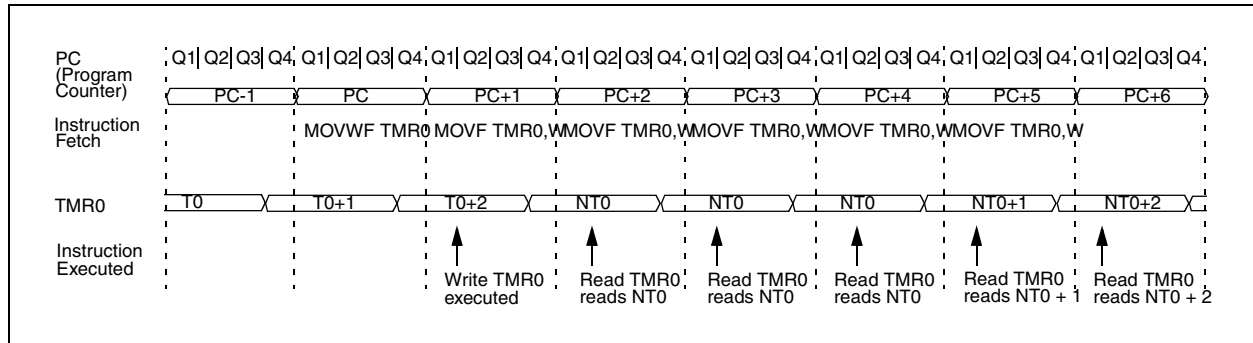 PC (Program Counter)
Q1 Q2 Q3 Q4 Q1 Q2 Q3 Q4 Q1 Q2 Q3 Q4 Q1 Q2 Q3 Q4 Q1 Q2 Q3 Q4 Q1 Q2 Q3 Q4 Q1 Q2 Q3 Q4 Q1 Q2 Q3 Q4
PC-1 PC PC+1 PC+2 PC+3 PC+4 PC+5 PC+6
Instruction Fetch
MOVWF TMR0 MOVF TMR0,W MOVF TMR0,W MOVF TMR0,W MOVF TMR0,W MOVF TMR0,W
TMR0
T0 T0+1 T0+2 NT0 NT0 NT0 NT0+1 NT0+2
Instruction Executed
Write TMR0 executed
Read TMR0 reads NT0
Read TMR0 reads NT0
Read TMR0 reads NT0
Read TMR0 reads NT0 + 1
Read TMR0 reads NT0 + 2